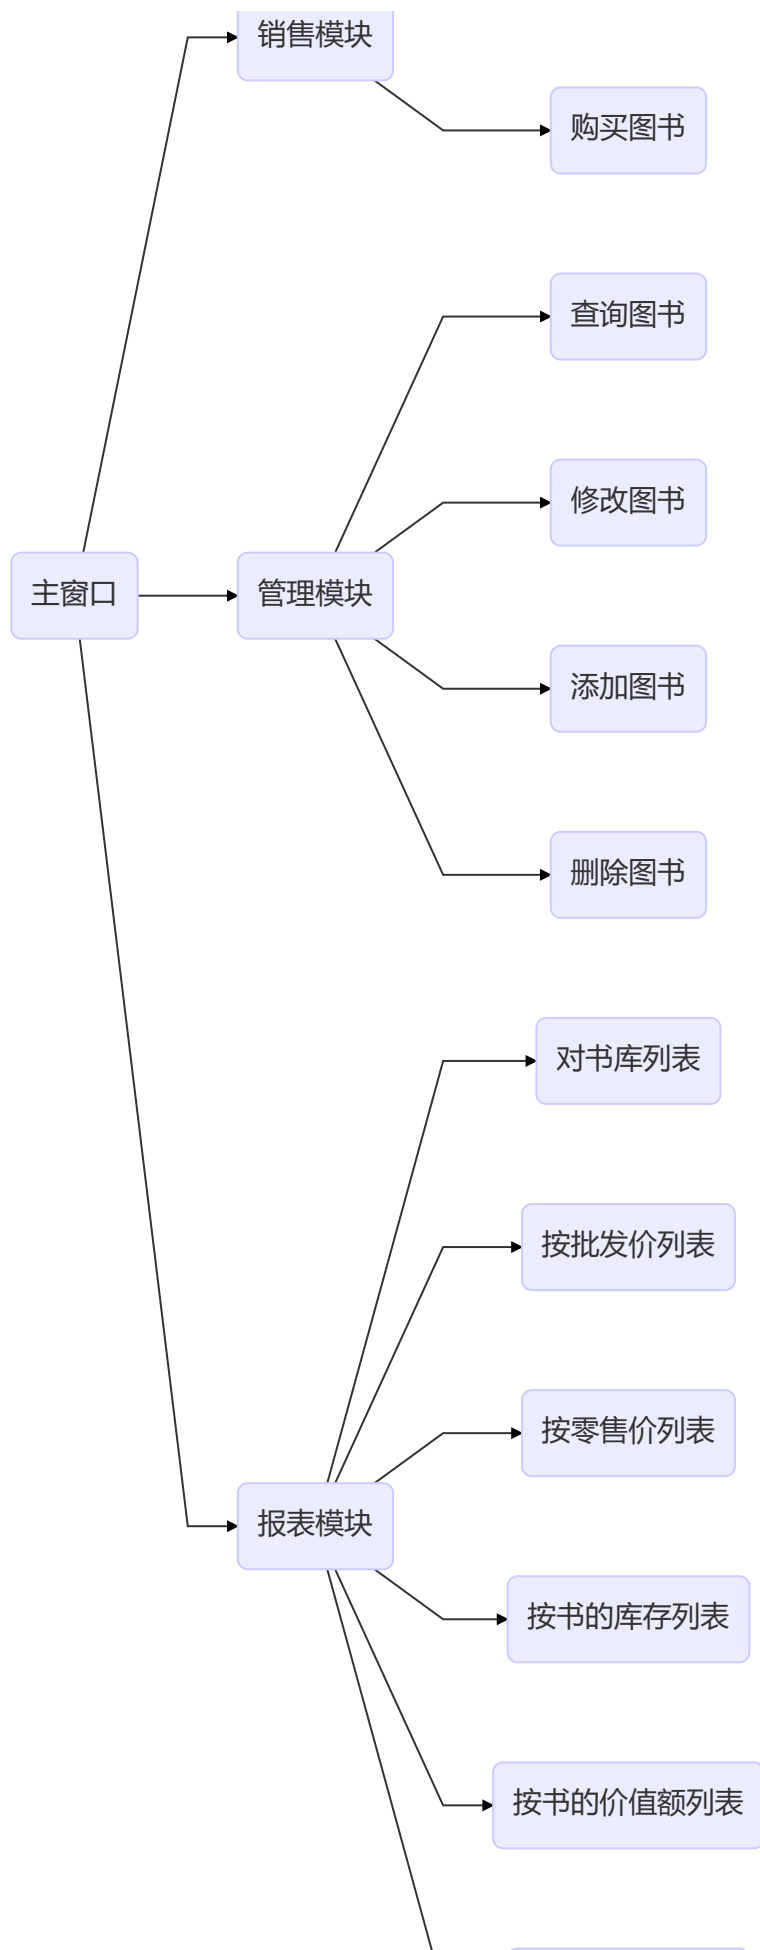 销售模块
购买图书
查询图书
修改图书
主窗口
管理模块
添加图书
删除图书
对书库列表
按批发价列表
按零售价列表
报表模块
按书的库存列表
按书的价值额列表